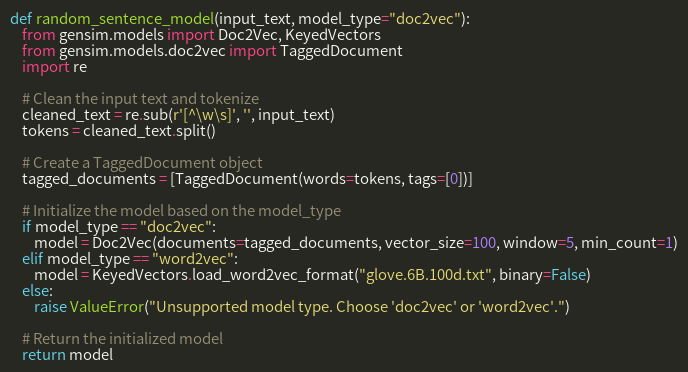 def random_sentence_model(input_text, model_type="doc2vec"):
from gensim.models import Doc2Vec, KeyedVectors
from gensim.models.doc2vec import TaggedDocument
import re
# Clean the input text and tokenize
cleaned_text = re.sub(r'[^\w\s]', '', input_text)
tokens = cleaned_text.split()
# Create a TaggedDocument object
tagged_documents = [TaggedDocument(words=tokens, tags=[0])]
# Initialize the model based on the model_type
if model_type == "doc2vec":
model = Doc2Vec(documents=tagged_documents, vector_size=100, window=5, min_count=1)
elif model_type == "word2vec":
model = KeyedVectors.load_word2vec_format("glove.6B.100d.txt", binary=False)
else:
raise ValueError("Unsupported model type. Choose 'doc2vec' or 'word2vec'.")
# Return the initialized model
return model